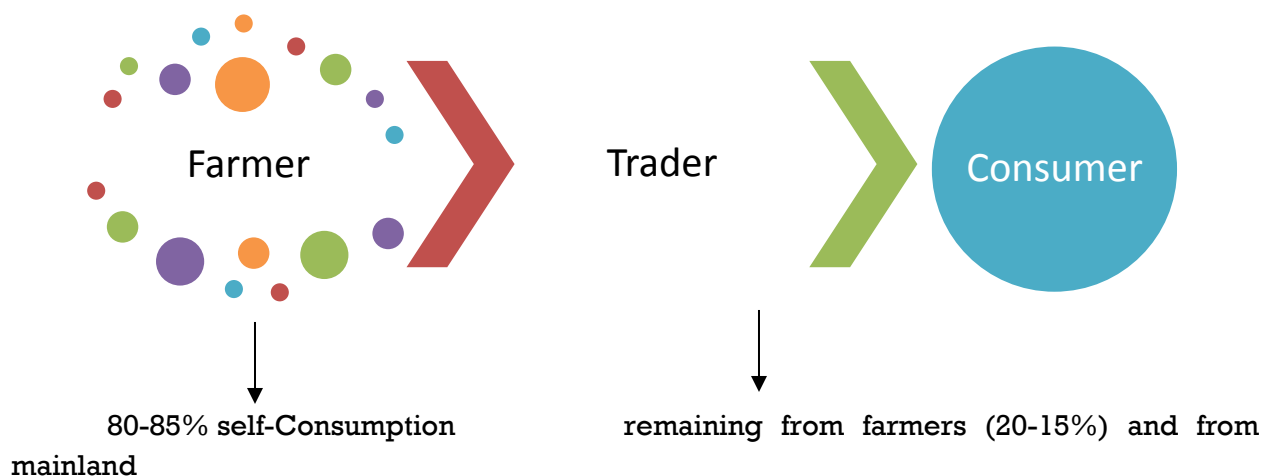 Farmer
Trader
Consumer
80-85% self-Consumption
remaining from farmers (20-15%) and from
mainland